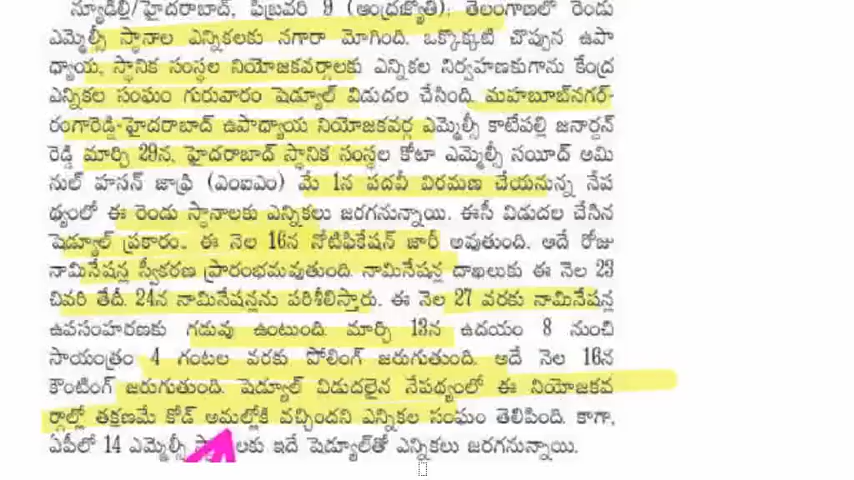 న్యూఢిల్లీ/హైదరాబాద్, ఫిబ్రవరి 9 (ఆంధ్రజ్యోతి): తెలంగాణలో రెండు
ఎమ్మెల్సీ స్థానాల ఎన్నికలకు నగారా మోగింది. ఒక్కొక్కటి చొప్పున ఉపా
ధ్యాయ, స్థానిక సంస్థల నియోజకవర్గాలకు ఎన్నికల నిర్వహణకుగాను కేంద్ర
ఎన్నికల సంఘం గురువారం షెడ్యూల్ విడుదల చేసింది. మహబూబ్‌నగర్-
రంగారెడ్డి-హైదరాబాద్ ఉపాధ్యాయ నియోజకవర్గ ఎమ్మెల్సీ కాటేపల్లి జనార్దన్
రెడ్డి మార్చి 29న, హైదరాబాద్ స్థానిక సంస్థల కోటా ఎమ్మెల్సీ సయీద్ అమి
నుల్ హసన్ జాఫ్రి (ఎంఐఎం) మే 1న పదవీ విరమణ చేయనున్న నేప
థ్యంలో ఈ రెండు స్థానాలకు ఎన్నికలు జరగనున్నాయి. ఈసీ విడుదల చేసిన
షెడ్యూల్ ప్రకారం.. ఈ నెల 16న నోటిఫికేషన్ జారీ అవుతుంది. అదే రోజు
నామినేషన్ల స్వీకరణ ప్రారంభమవుతుంది. నామినేషన్ల దాఖలుకు ఈ నెల 23
చివరి తేదీ. 24న నామినేషన్లను పరిశీలిస్తారు. ఈ నెల 27 వరకు నామినేషన్ల
ఉపసంహరణకు గడువు ఉంటుంది. మార్చి 13న ఉదయం 8 నుంచి
సాయంత్రం 4 గంటల వరకు పోలింగ్ జరుగుతుంది. అదే నెల 16న
కౌంటింగ్ జరుగుతుంది. షెడ్యూల్ విడుదలైన నేపథ్యంలో ఈ నియోజకవ
ర్గాల్లో తక్షణమే కోడ్ అమల్లోకి వచ్చిందని ఎన్నికల సంఘం తెలిపింది. కాగా,
ఏపీలో 14 ఎమ్మెల్సీ లకు ఇదే షెడ్యూల్‌తో ఎన్నికలు జరగనున్నాయి.